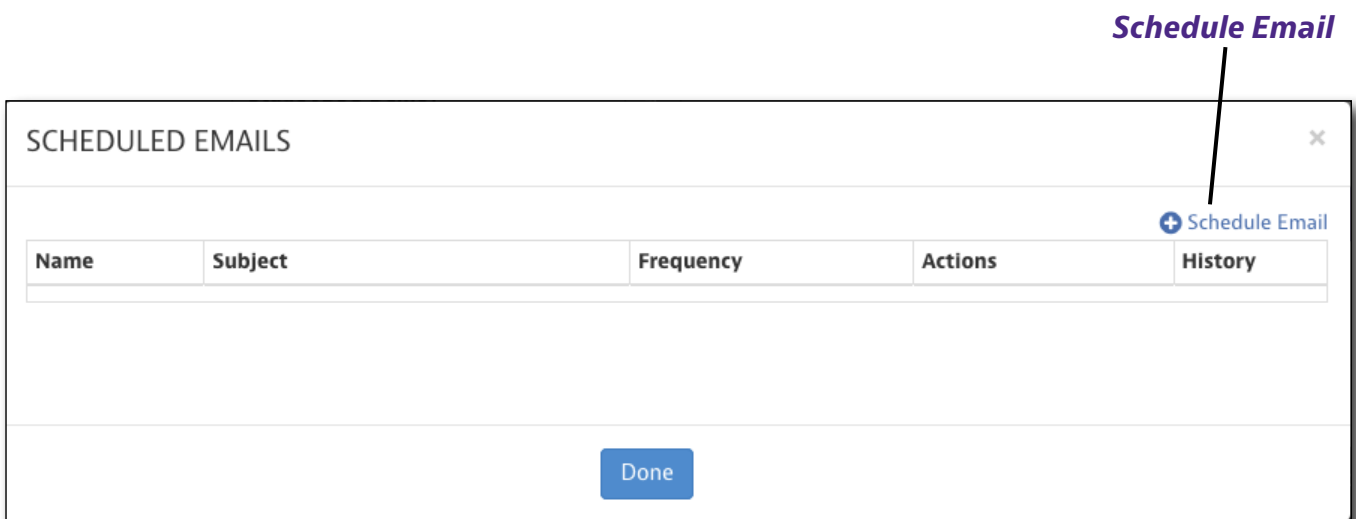 Schedule Email
SCHEDULED EMAILS ×
Schedule Email
Name Subject Frequency Actions History
Done